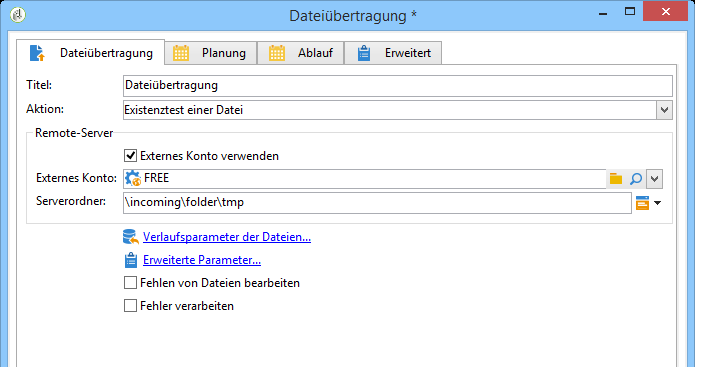 Dateiübertragung *
Dateiübertragung Planung Ablauf Erweitert
Titel: Dateiübertragung
Aktion: Existenztest einer Datei
Remote-Server
Externes Konto verwenden
Externes Konto: FREE
Serverordner: \incoming\folder\tmp
Verlaufsparameter der Dateien...
Erweiterte Parameter...
Fehlen von Dateien bearbeiten
Fehler verarbeiten